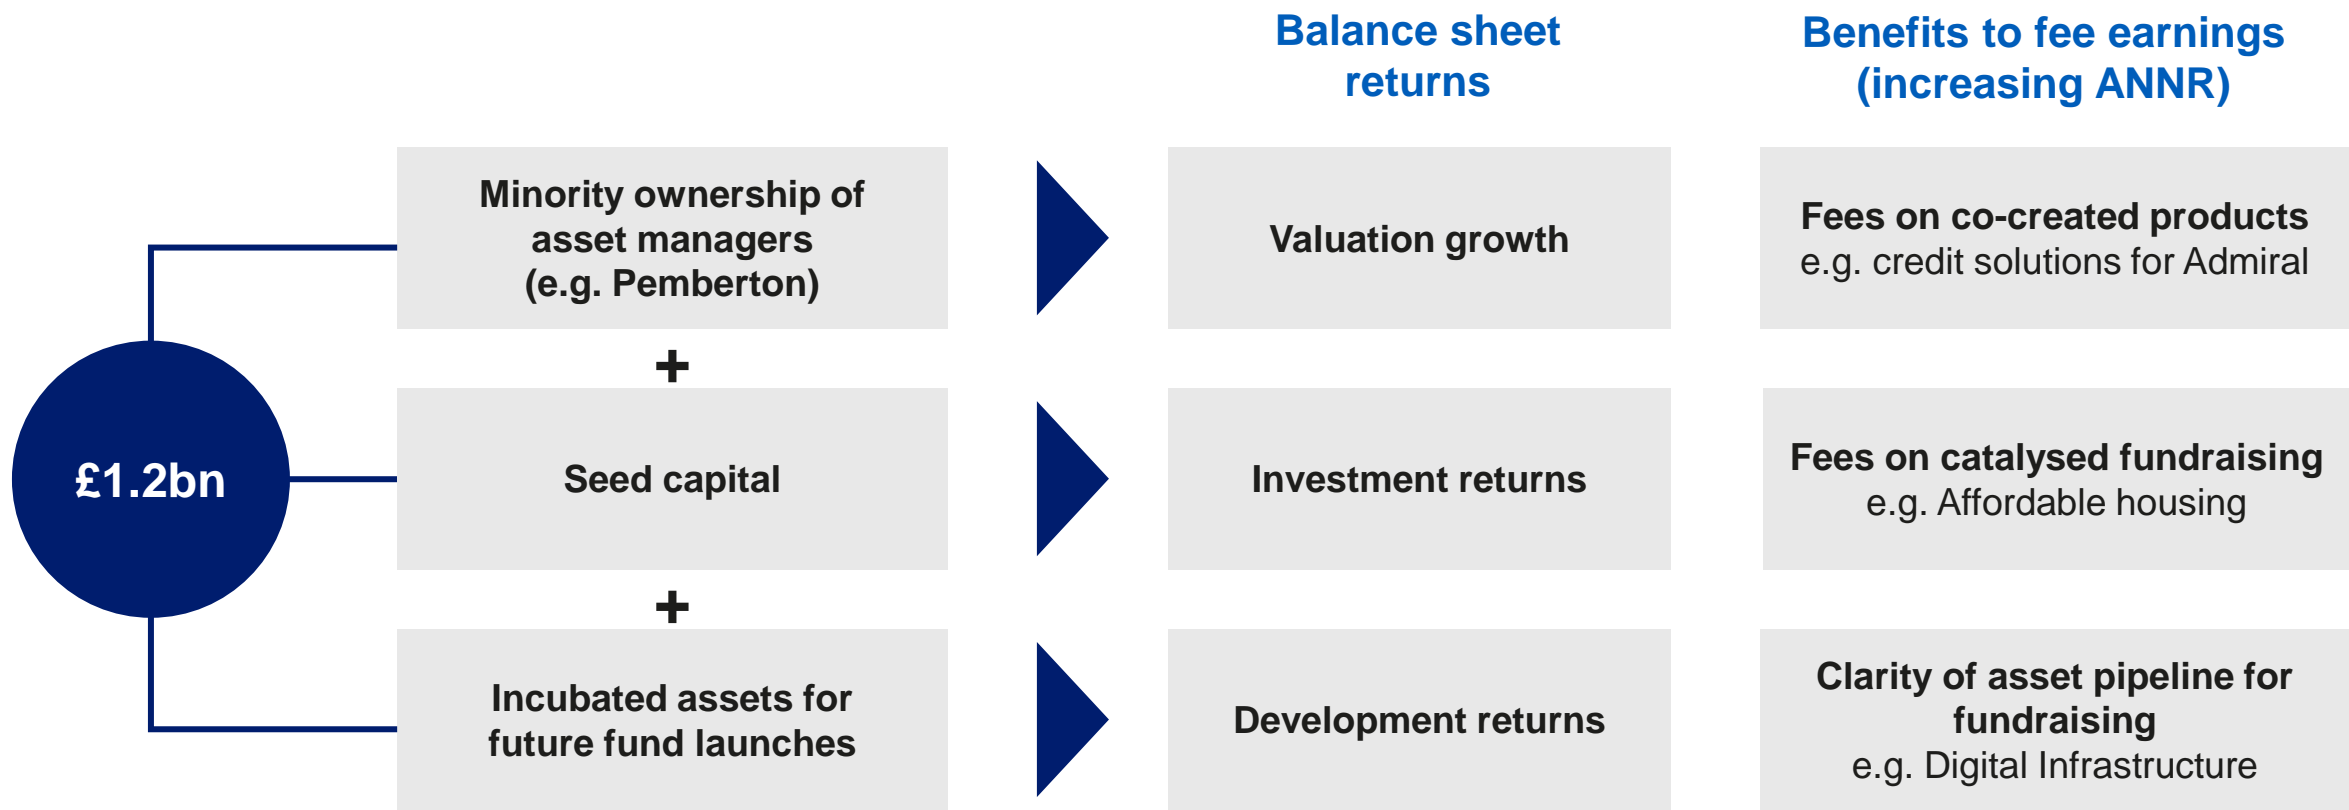 Balance sheet
returns
Benefits to fee earnings
(increasing ANNR)
£1.2bn
Minority ownership of
asset managers
(e.g. Pemberton)
Valuation growth
Fees on co-created products
e.g. credit solutions for Admiral
+
Seed capital
Investment returns
Fees on catalysed fundraising
e.g. Affordable housing
+
Incubated assets for
future fund launches
Development returns
Clarity of asset pipeline for
fundraising
e.g. Digital Infrastructure